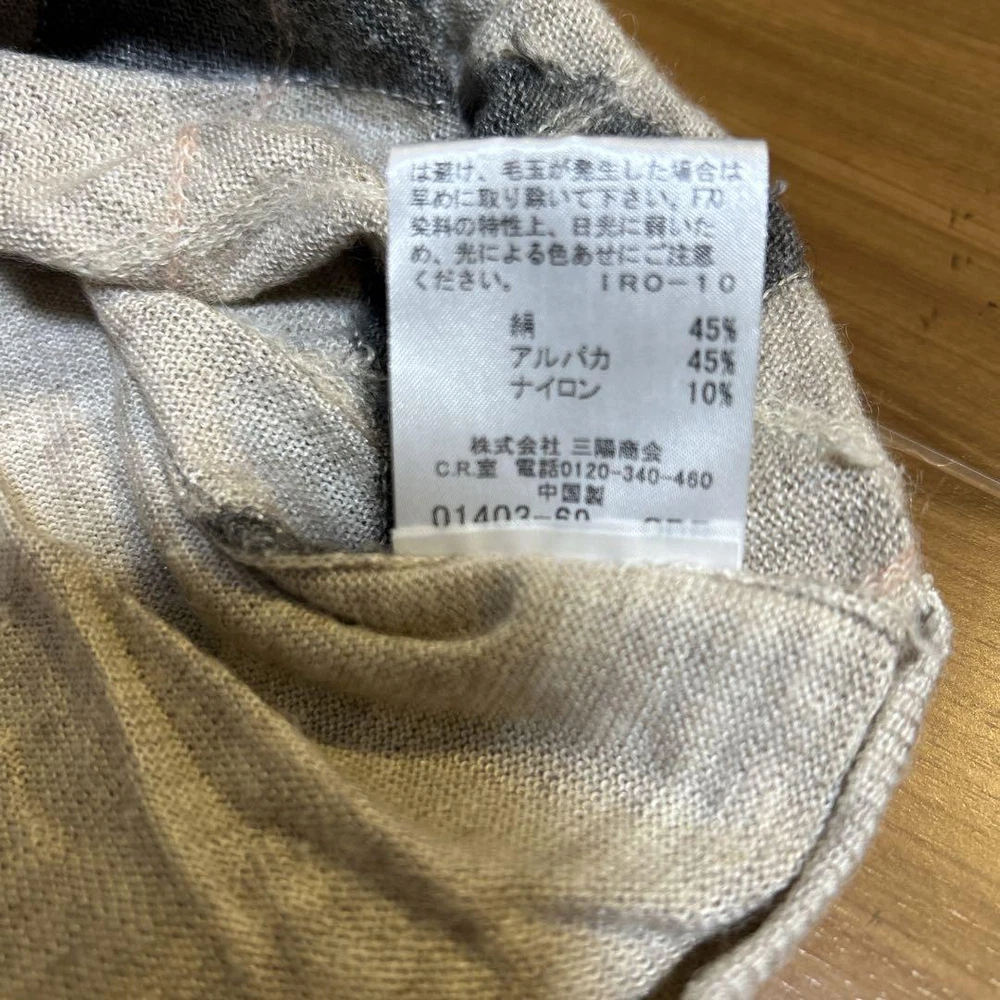 は避け、毛玉が発生した場合は
早めに取り除いて下さい。F70
染料の特性上、日光に弱いた
め、光による色あせにご注意
ください。 IRO-10
絹 45%
アルパカ 45%
ナイロン 10%
株式会社 三陽商会
C.R.室 電話0120-340-460
中国製
01403-60